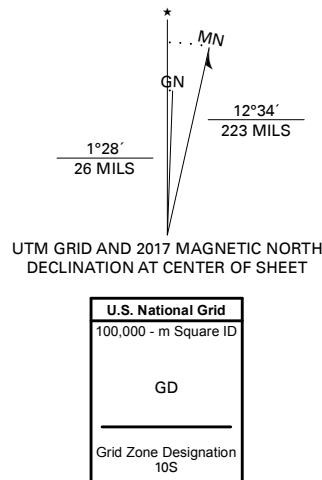 ★
MN
GN
12°34´
223 MILS
1°28´
26 MILS
UTM GRID AND 2017 MAGNETIC NORTH
DECLINATION AT CENTER OF SHEET
U.S. National Grid
100,000 - m Square ID
GD
Grid Zone Designation
10S